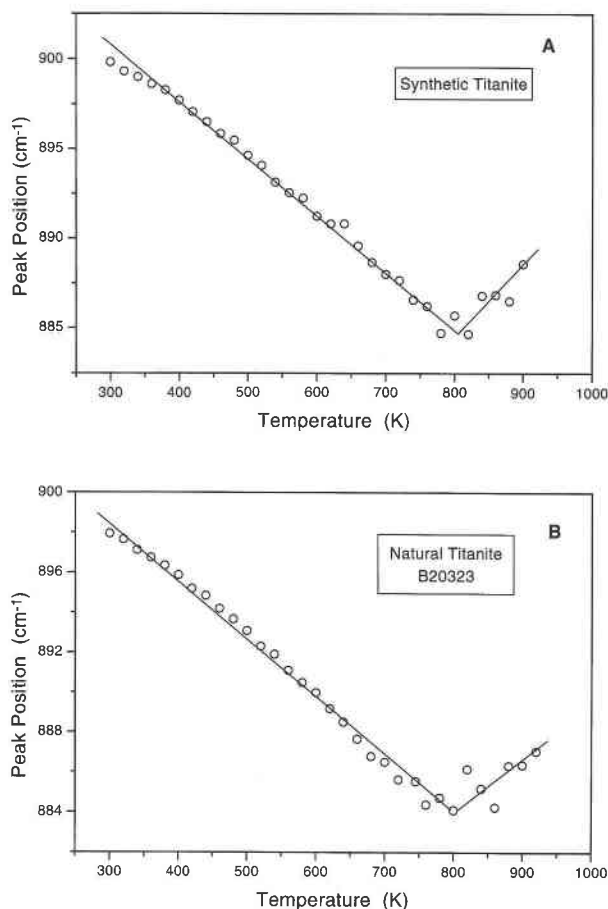 A
Synthetic Titanite
Peak Position (cm-1)
900
895
890
885
300 400 500 600 700 800 900 1000
Temperature (K)
B
Natural Titanite
B20323
Peak Position (cm-1)
900
896
892
888
884
300 400 500 600 700 800 900 1000
Temperature (K)